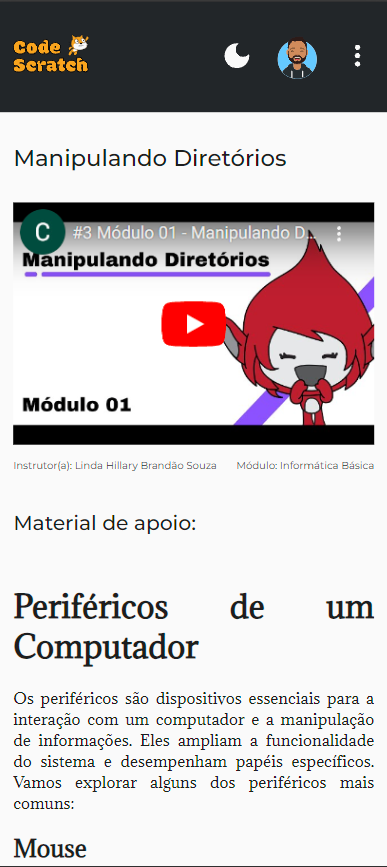 Code
Scratch
Manipulando Diretórios
C #3 Módulo 01 - Manipulando D...
Manipulando Diretórios
Módulo 01
Instrutor(a): Linda Hillary Brandão Souza Módulo: Informática Básica
Material de apoio:
Periféricos de um
Computador
Os periféricos são dispositivos essenciais para a
interação com um computador e a manipulação
de informações. Eles ampliam a funcionalidade
do sistema e desempenham papéis específicos.
Vamos explorar alguns dos periféricos mais
comuns:
Mouse